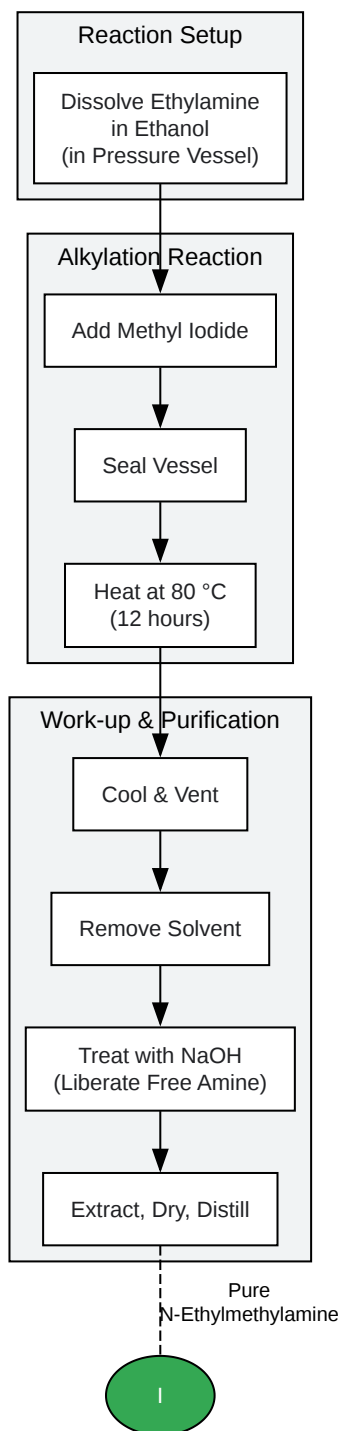 Reaction Setup
Dissolve Ethylamine
in Ethanol
(in Pressure Vessel)
Alkylation Reaction
Add Methyl Iodide
Seal Vessel
Heat at 80 °C
(12 hours)
Work-up & Purification
Cool & Vent
Remove Solvent
Treat with NaOH
(Liberate Free Amine)
Extract, Dry, Distill
Pure
N-Ethylmethylamine
I